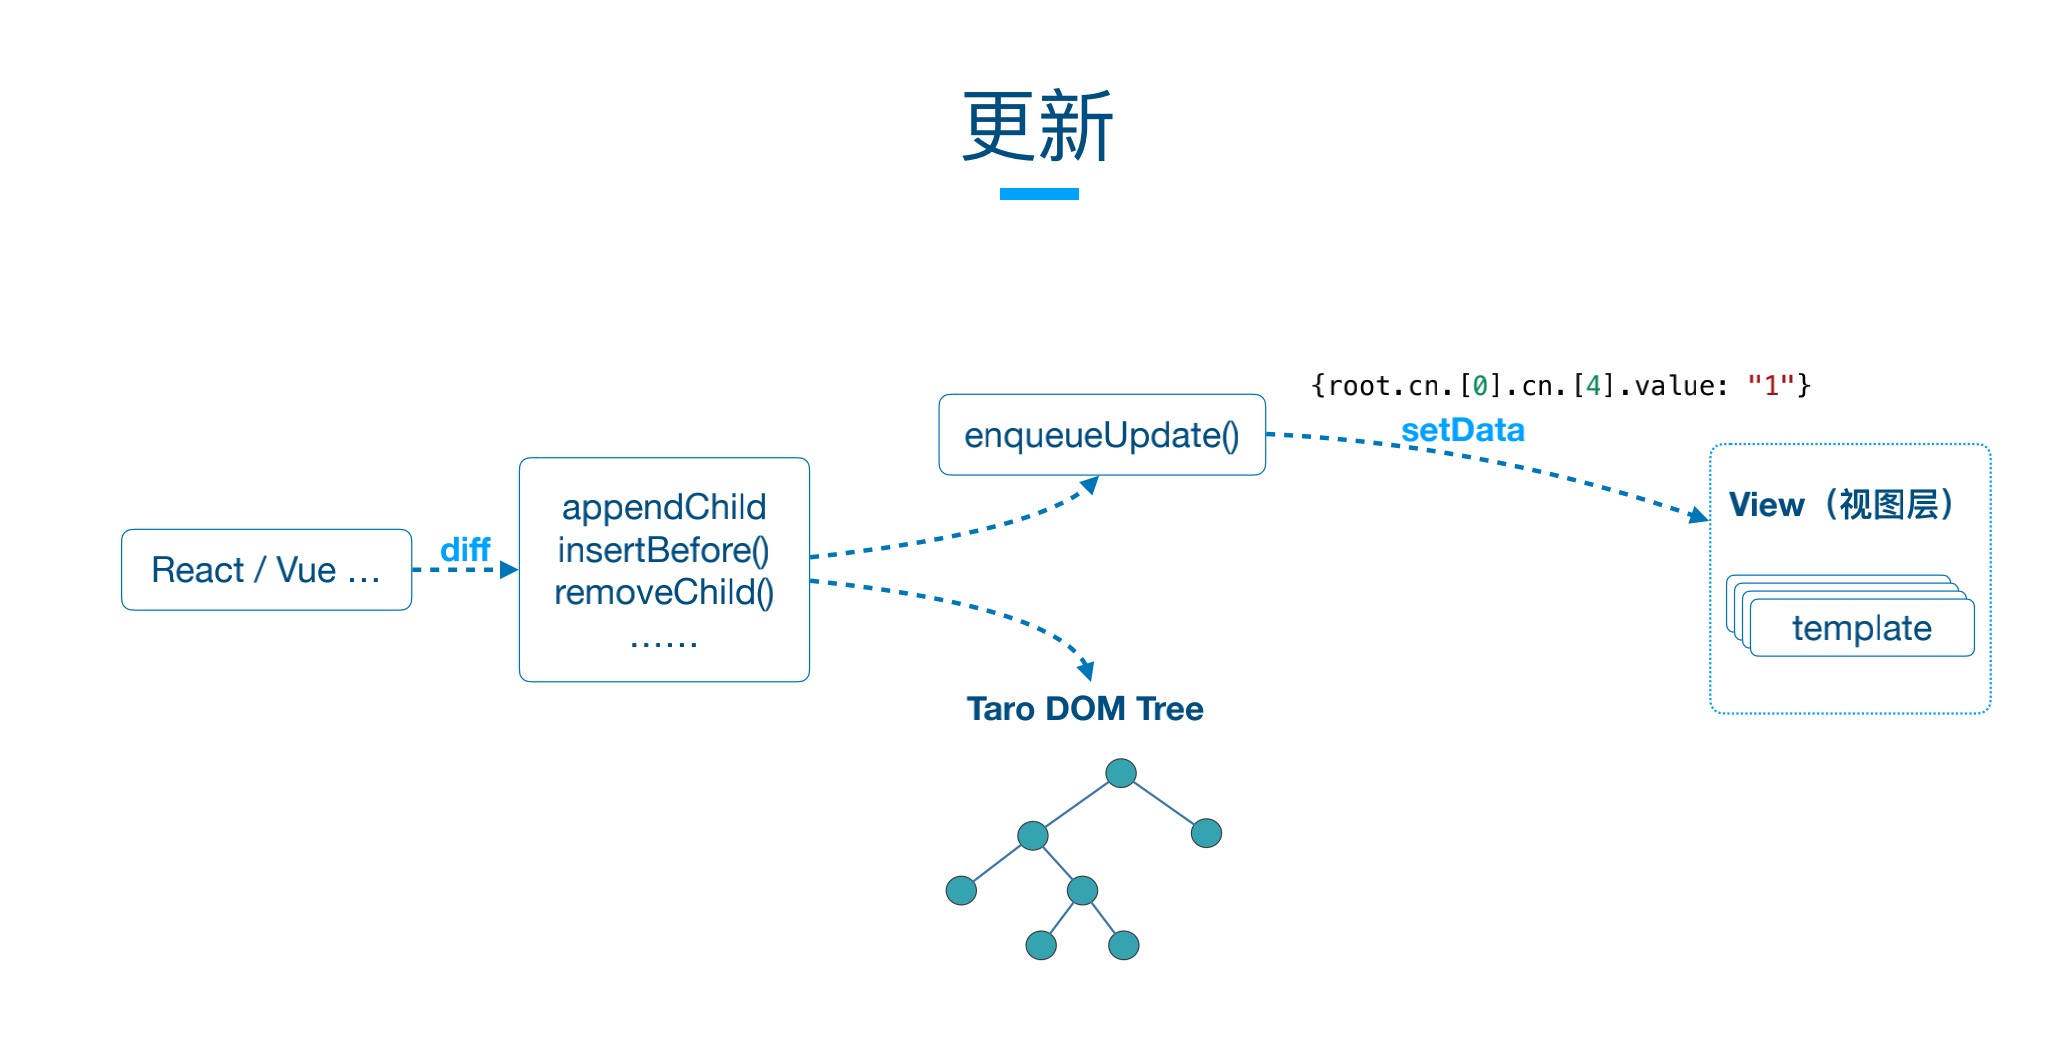 更新
React / Vue ...
diff
appendChild
insertBefore()
removeChild()
......
enqueueUpdate()
{root.cn.[0].cn.[4].value: "1"}
setData
Taro DOM Tree
View（视图层）
template